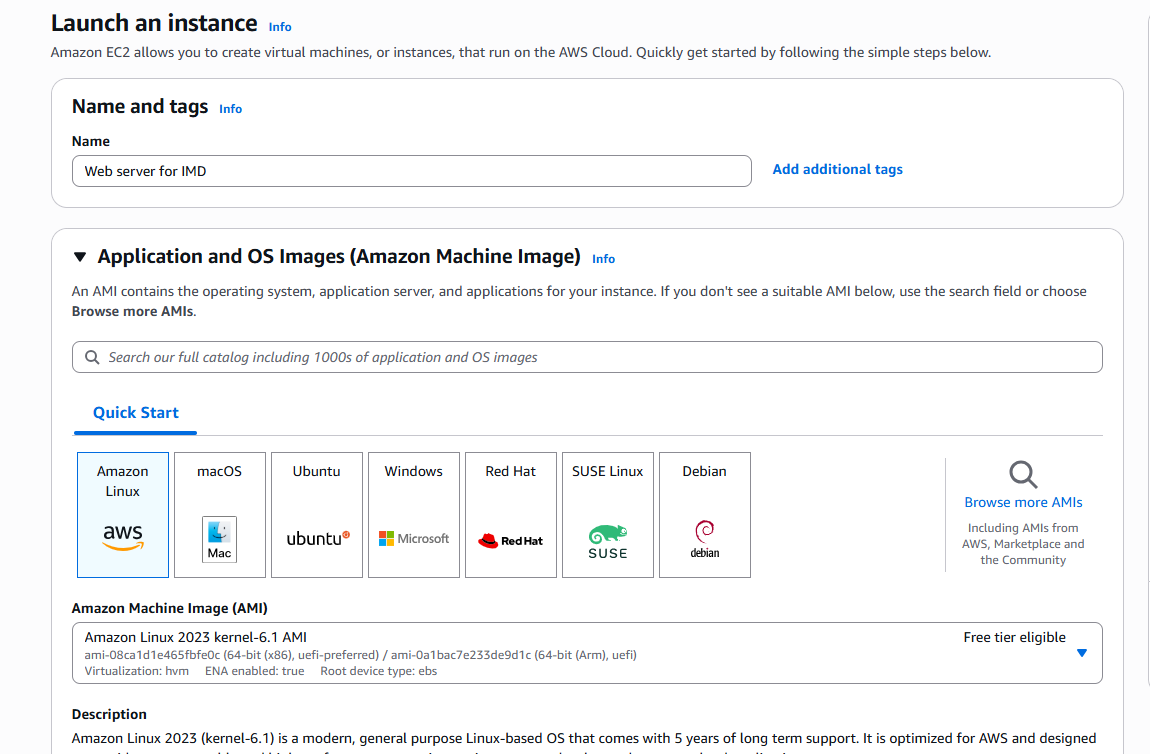 Launch an instance Info
Amazon EC2 allows you to create virtual machines, or instances, that run on the AWS Cloud. Quickly get started by following the simple steps below.
Name and tags Info
Name
Web server for IMD
Add additional tags
Application and OS Images (Amazon Machine Image) Info
An AMI contains the operating system, application server, and applications for your instance. If you don't see a suitable AMI below, use the search field or choose
Browse more AMIs.
Search our full catalog including 1000s of application and OS images
Quick Start
Amazon
Linux
aws
macOS
Mac
Ubuntu
ubuntu
Windows
Microsoft
Red Hat
Red Hat
SUSE Linux
SUSE
Debian
debian
Browse more AMIs
Including AMIs from
AWS, Marketplace and
the Community
Amazon Machine Image (AMI)
Amazon Linux 2023 kernel-6.1 AMI
Free tier eligible
ami-08ca1d1e465fbfe0c (64-bit (x86), uefi-preferred) / ami-0a1bac7e233de9d1c (64-bit (Arm), uefi)
Virtualization: hvm ENA enabled: true Root device type: ebs
Description
Amazon Linux 2023 (kernel-6.1) is a modern, general purpose Linux-based OS that comes with 5 years of long term support. It is optimized for AWS and designed